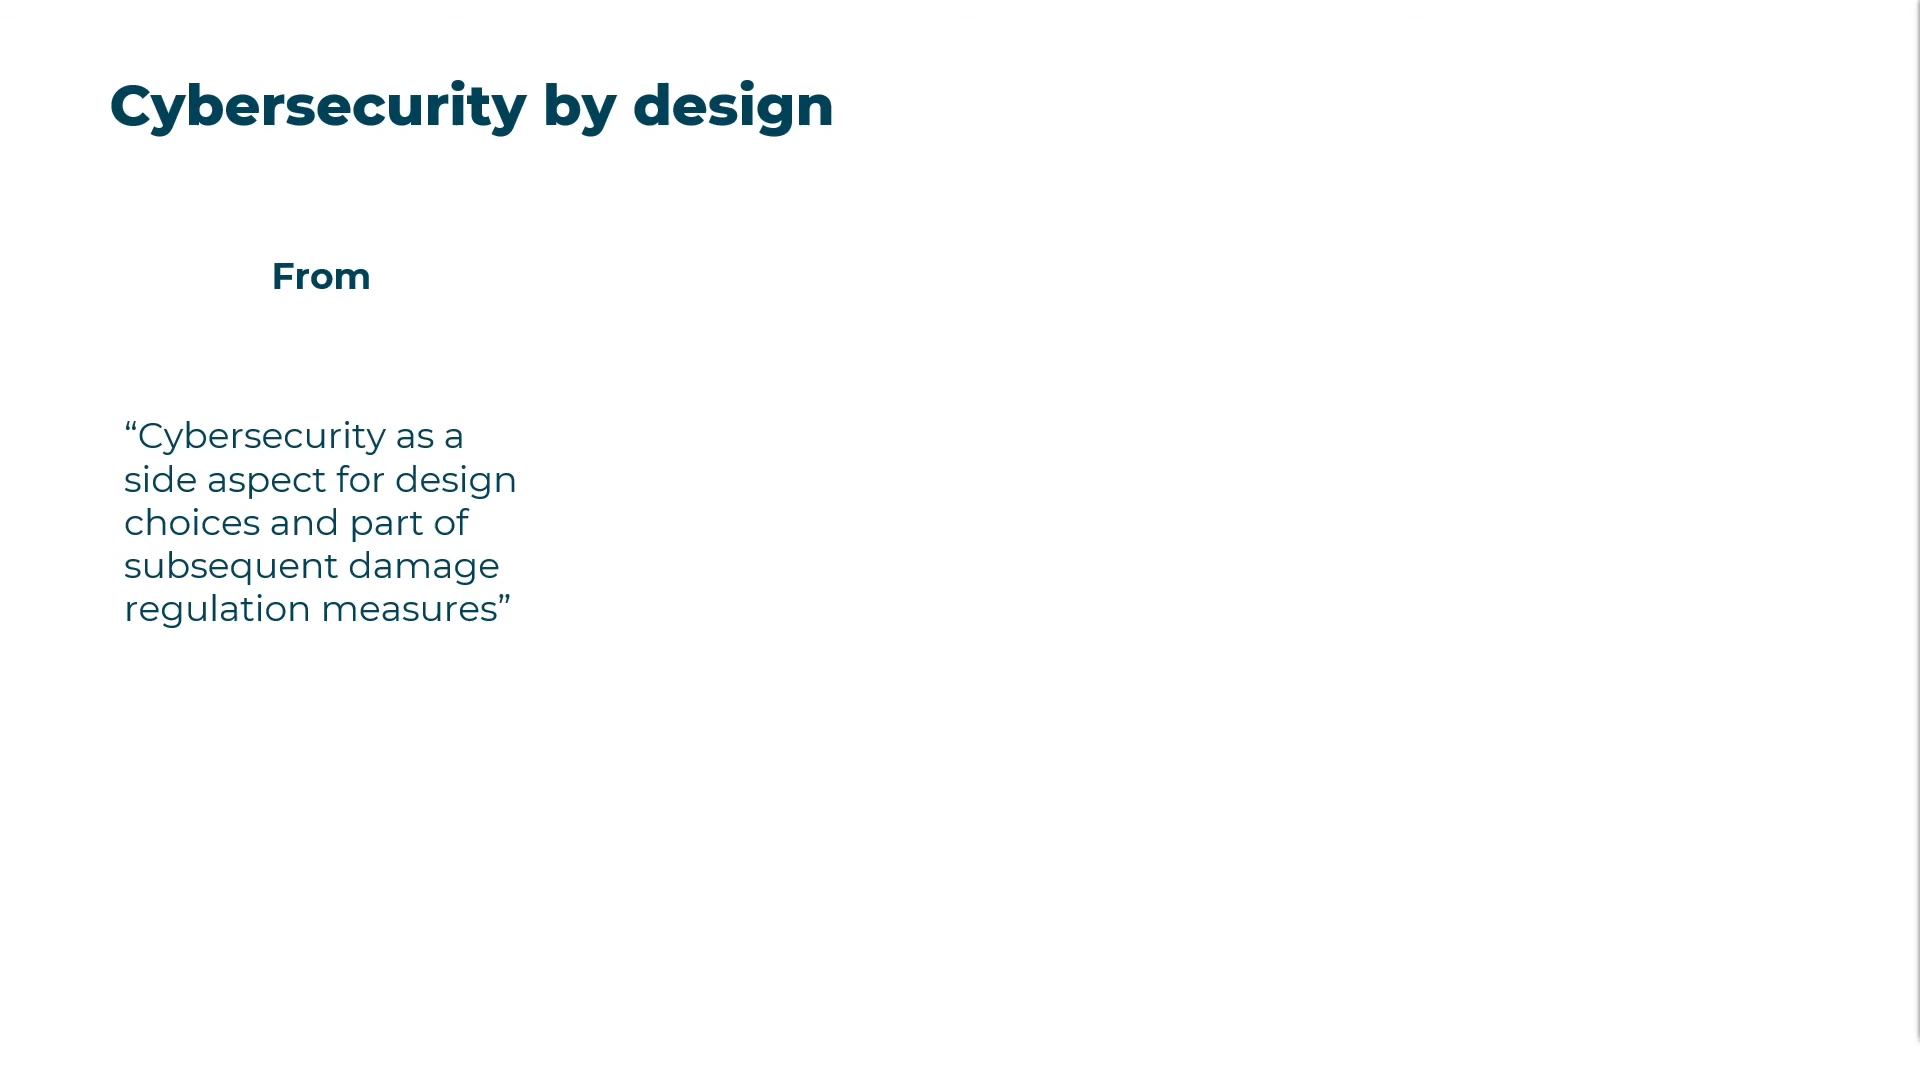 Cybersecurity by design
From
“Cybersecurity as a
side aspect for design
choices and part of
subsequent damage
regulation measures”